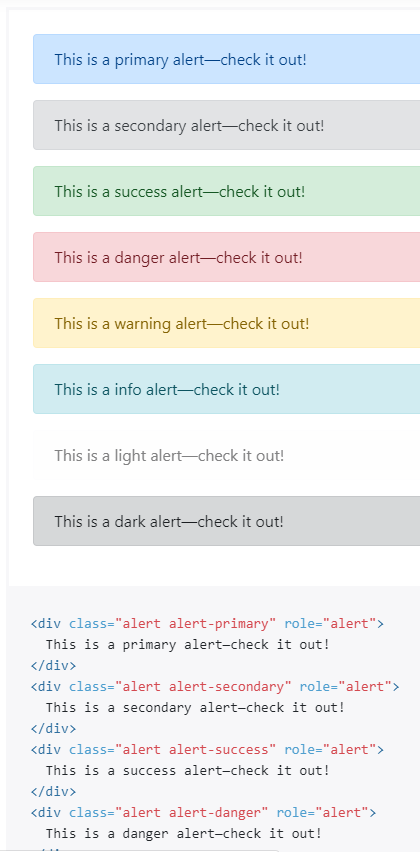 This is a primary alert—check it out!
This is a secondary alert—check it out!
This is a success alert—check it out!
This is a danger alert—check it out!
This is a warning alert—check it out!
This is a info alert—check it out!
This is a light alert—check it out!
This is a dark alert—check it out!
<div class="alert alert-primary" role="alert">
  This is a primary alert—check it out!
</div>
<div class="alert alert-secondary" role="alert">
  This is a secondary alert—check it out!
</div>
<div class="alert alert-success" role="alert">
  This is a success alert—check it out!
</div>
<div class="alert alert-danger" role="alert">
  This is a danger alert—check it out!